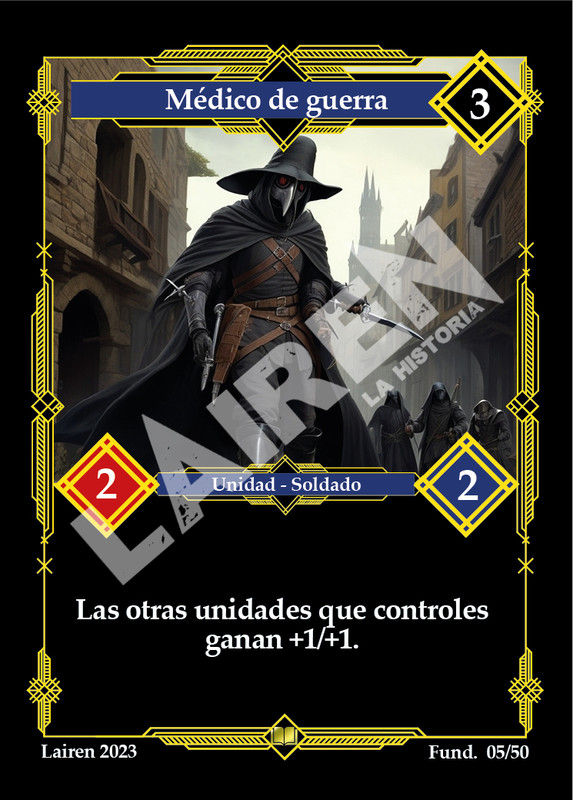 Médico de guerra
3
LAIREN
LA HISTORIA
2
Unidad - Soldado
2
Las otras unidades que controles
ganan +1/+1.
Lairen 2023
Fund. 05/50